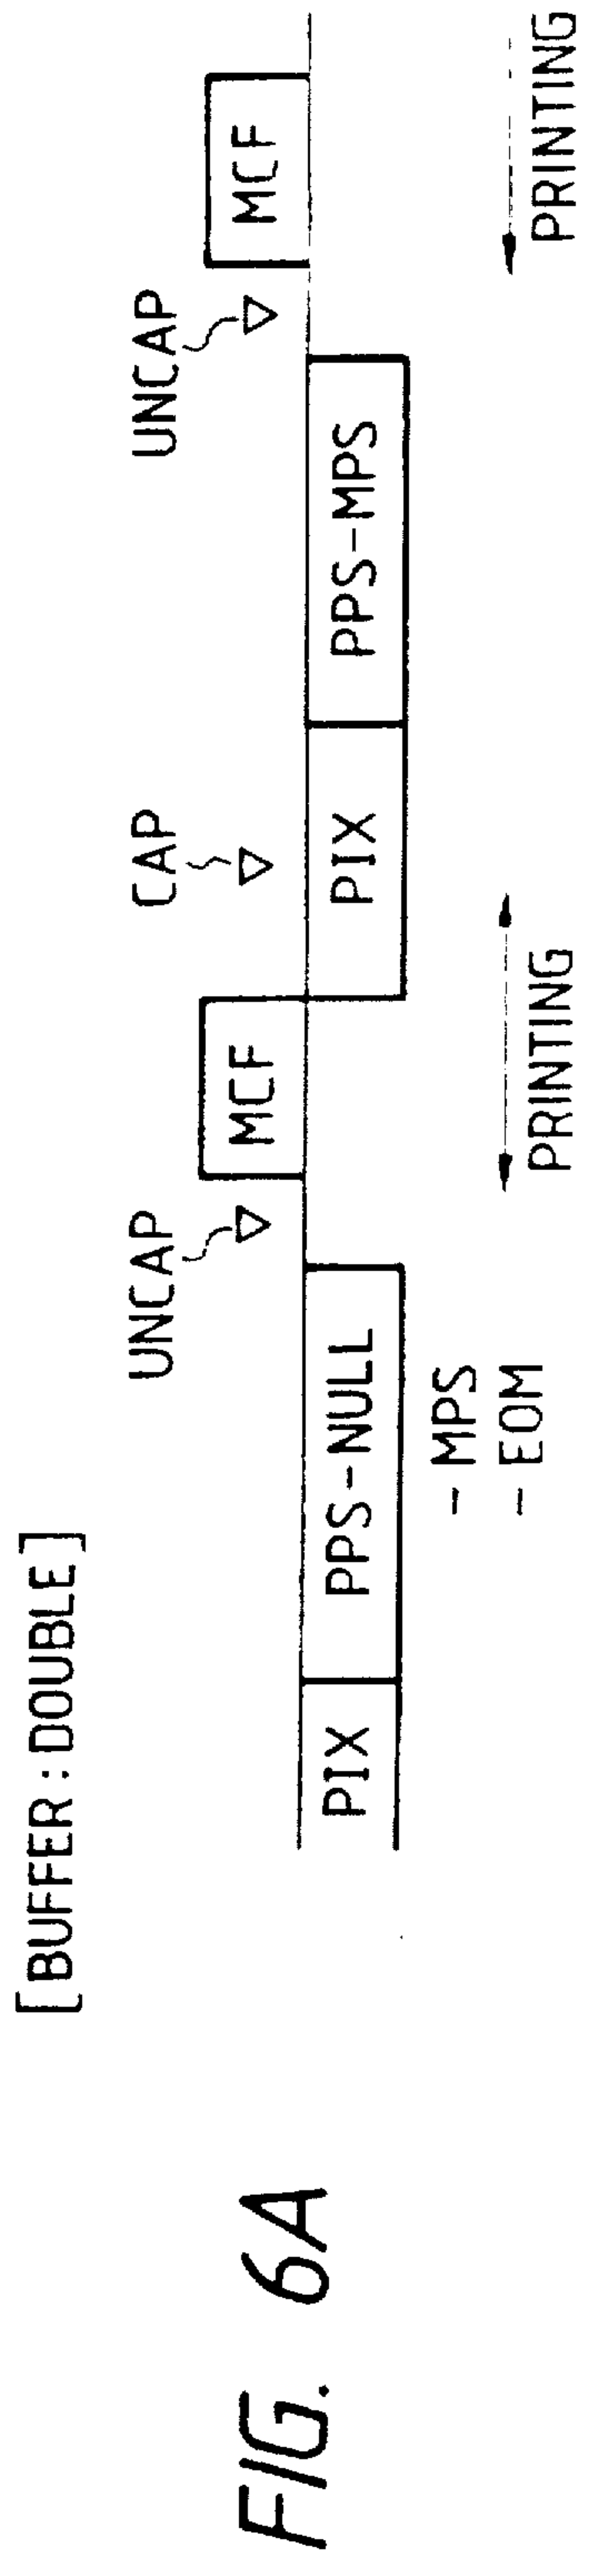 FIG. 6A
[BUFFER : DOUBLE]
UNCAP
CAP
UNCAP
MCF
MCF
PIX
PPS-NULL
PIX
PPS-MPS
- MPS
- EOM
PRINTING
PRINTING